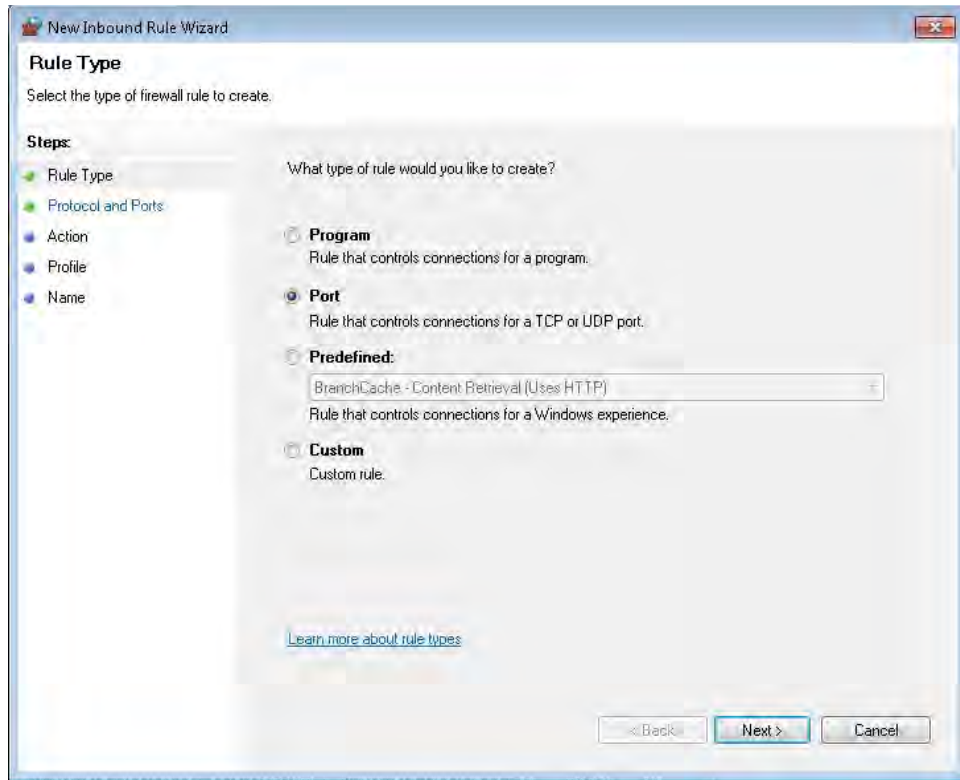 New Inbound Rule Wizard
Rule Type
Select the type of firewall rule to create.
Steps:
Rule Type
Protocol and Ports
Action
Profile
Name
What type of rule would you like to create?
Program
Rule that controls connections for a program.
Port
Rule that controls connections for a TCP or UDP port.
Predefined:
BranchCache - Content Retrieval (Uses HTTP)
Rule that controls connections for a Windows experience.
Custom
Custom rule.
Learn more about rule types
< Back Next > Cancel